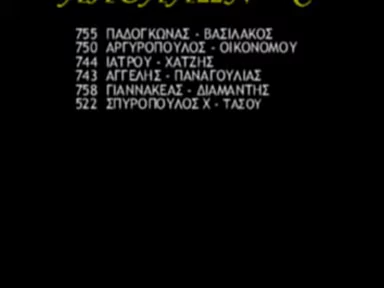 755 ΠΑΔΟΓΚΩΝΑΣ - ΒΑΣΙΛΑΚΟΣ
750 ΑΡΓΥΡΟΠΟΥΛΟΣ - ΟΙΚΟΝΟΜΟΥ
744 ΙΑΤΡΟΥ - ΧΑΤΖΗΣ
743 ΑΓΓΕΛΗΣ - ΠΑΝΑΓΟΥΛΙΑΣ
758 ΓΙΑΝΝΑΚΕΑΣ - ΔΙΑΜΑΝΤΗΣ
522 ΣΠΥΡΟΠΟΥΛΟΣ Χ - ΤΑΣΟΥ